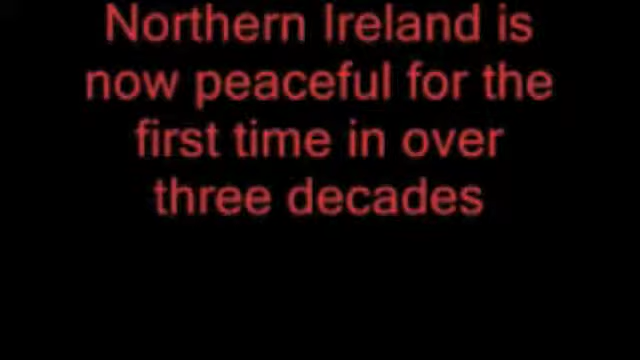 Northern Ireland is
now peaceful for the
first time in over
three decades